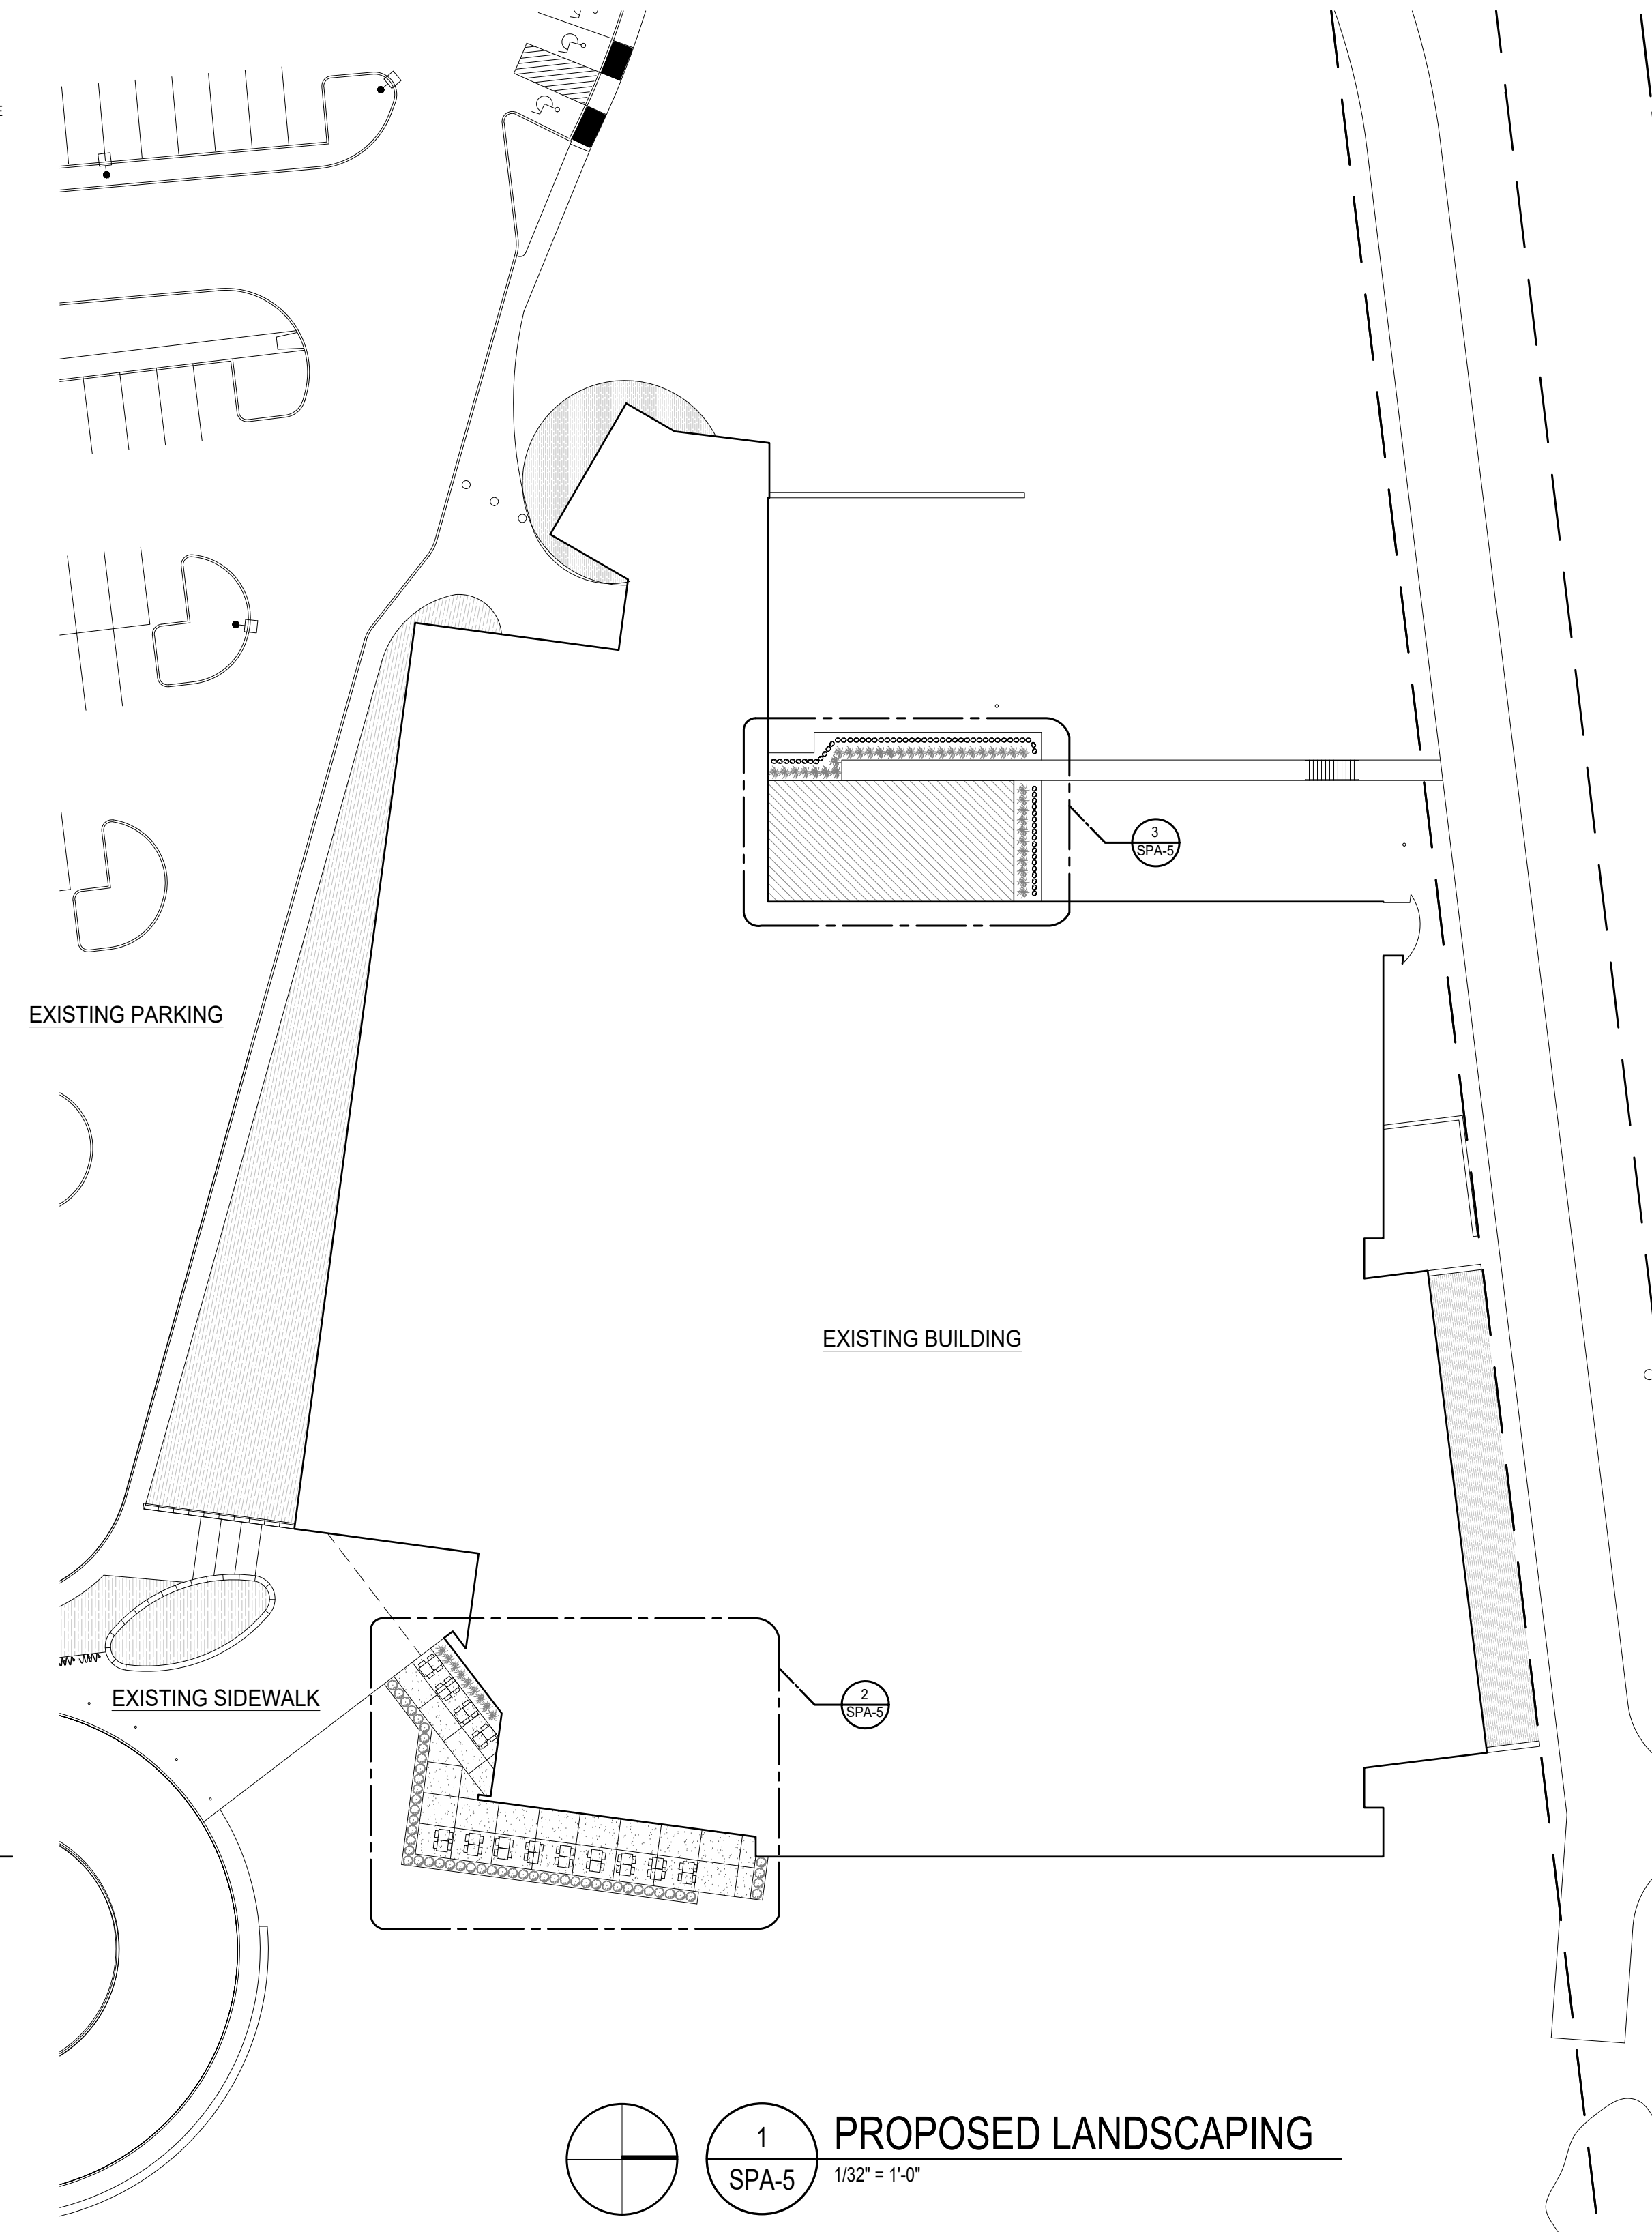 E
3
SPA-5
EXISTING PARKING
EXISTING BUILDING
2
SPA-5
EXISTING SIDEWALK
1
SPA-5
PROPOSED LANDSCAPING
1/32" = 1'-0"